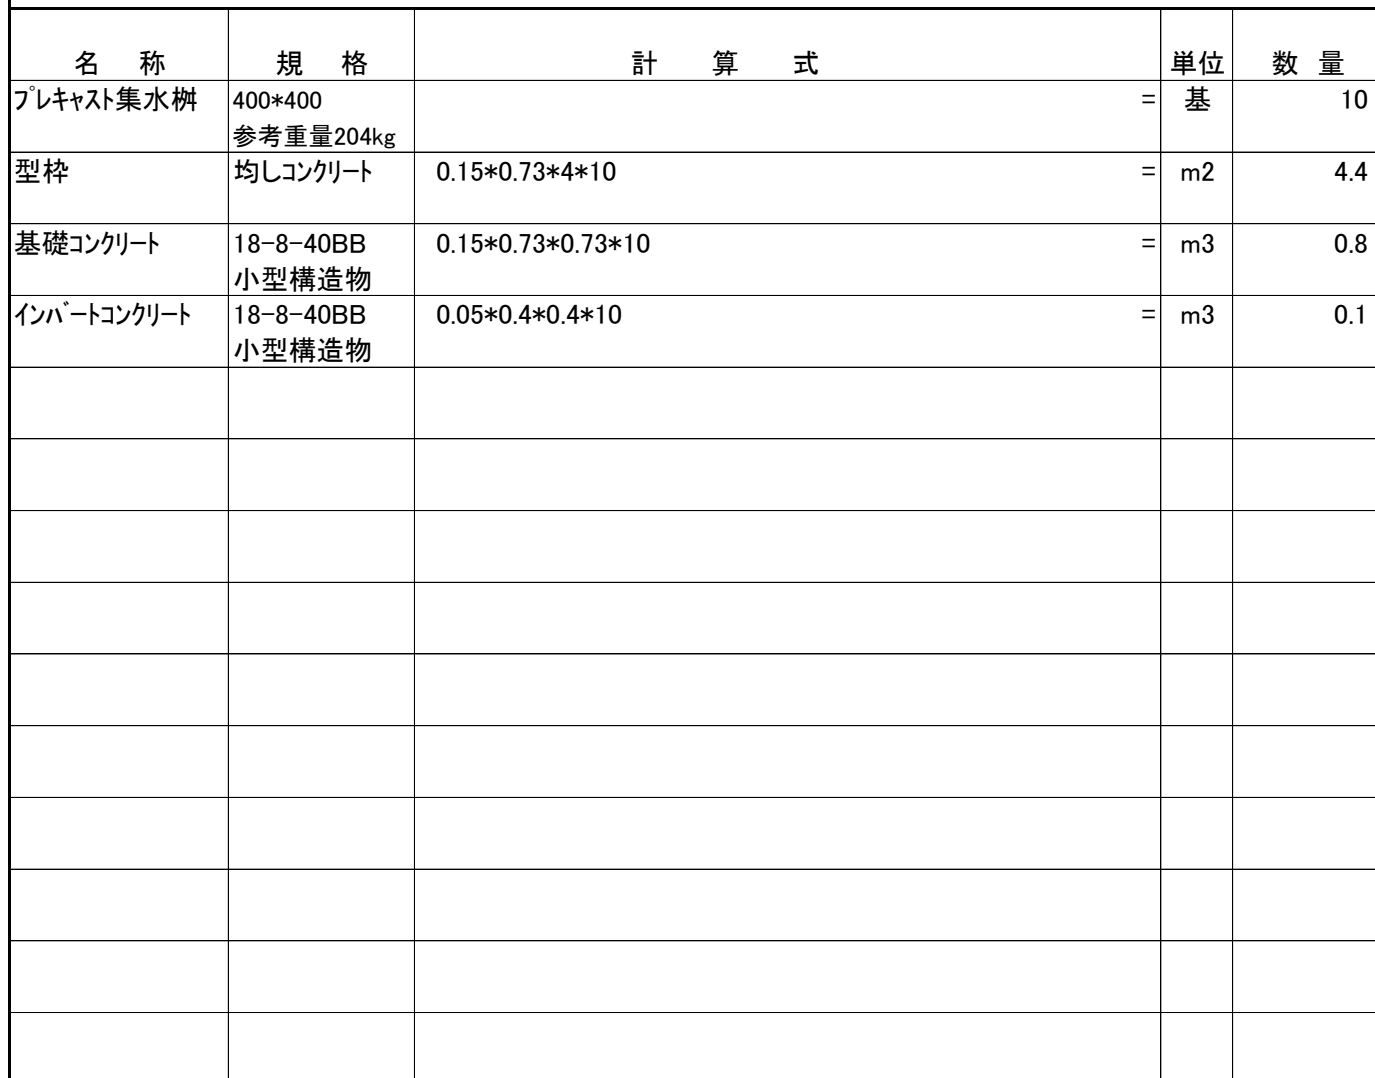 名 称 規 格 計 算 式 単位 数 量
プレキャスト集水桝 400*400 = 基 10
参考重量204kg
型枠 均しコンクリート 0.15*0.73*4*10 = m2 4.4
基礎コンクリート 18-8-40BB 0.15*0.73*0.73*10 = m3 0.8
小型構造物
インバートコンクリート 18-8-40BB 0.05*0.4*0.4*10 = m3 0.1
小型構造物